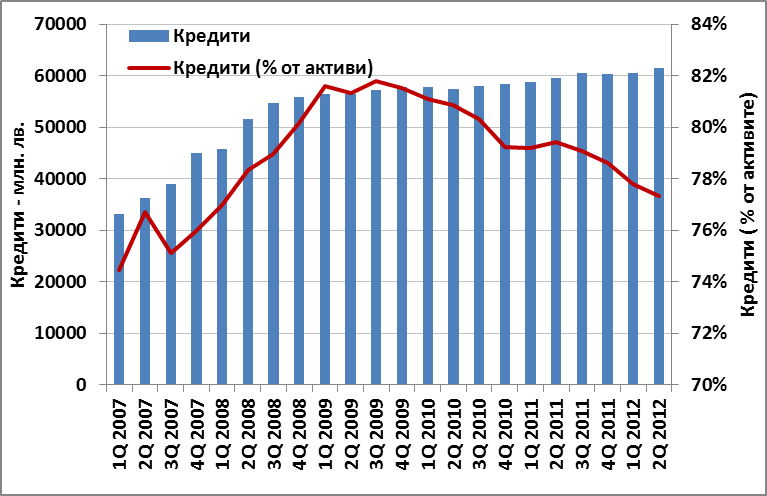 70000
60000
50000
40000
30000
20000
10000
0
Кредити - млн. лв.
Кредити
Кредити (% от активи)
84%
82%
80%
78%
76%
74%
72%
70%
Кредити ( % от активите)
1Q 2007
2Q 2007
3Q 2007
4Q 2007
1Q 2008
2Q 2008
3Q 2008
4Q 2008
1Q 2009
2Q 2009
3Q 2009
4Q 2009
1Q 2010
2Q 2010
3Q 2010
4Q 2010
1Q 2011
2Q 2011
3Q 2011
4Q 2011
1Q 2012
2Q 2012